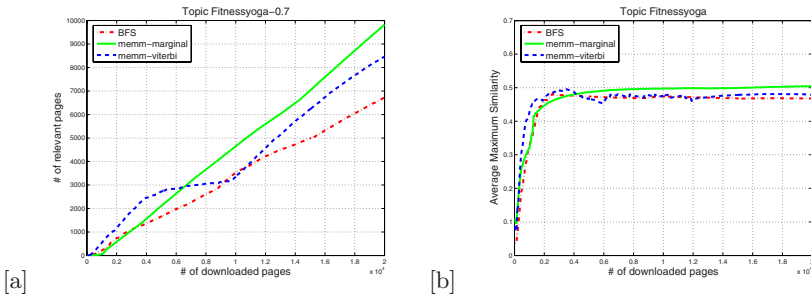 Topic Fitnessyoga−0.7
10000
9000
8000
7000
6000
5000
4000
3000
2000
1000
0
# of relevant pages
BFS
memm−marginal
memm−viterbi
0 0.2 0.4 0.6 0.8 1 1.2 1.4 1.6 1.8 2
x 10⁴
# of downloaded pages
[a]
Topic Fitnessyoga
0.7
0.6
0.5
0.4
0.3
0.2
0.1
0
Average Maximum Similarity
BFS
memm−marginal
memm−viterbi
0 0.2 0.4 0.6 0.8 1 1.2 1.4 1.6 1.8 2
x 10⁴
# of downloaded pages
[b]